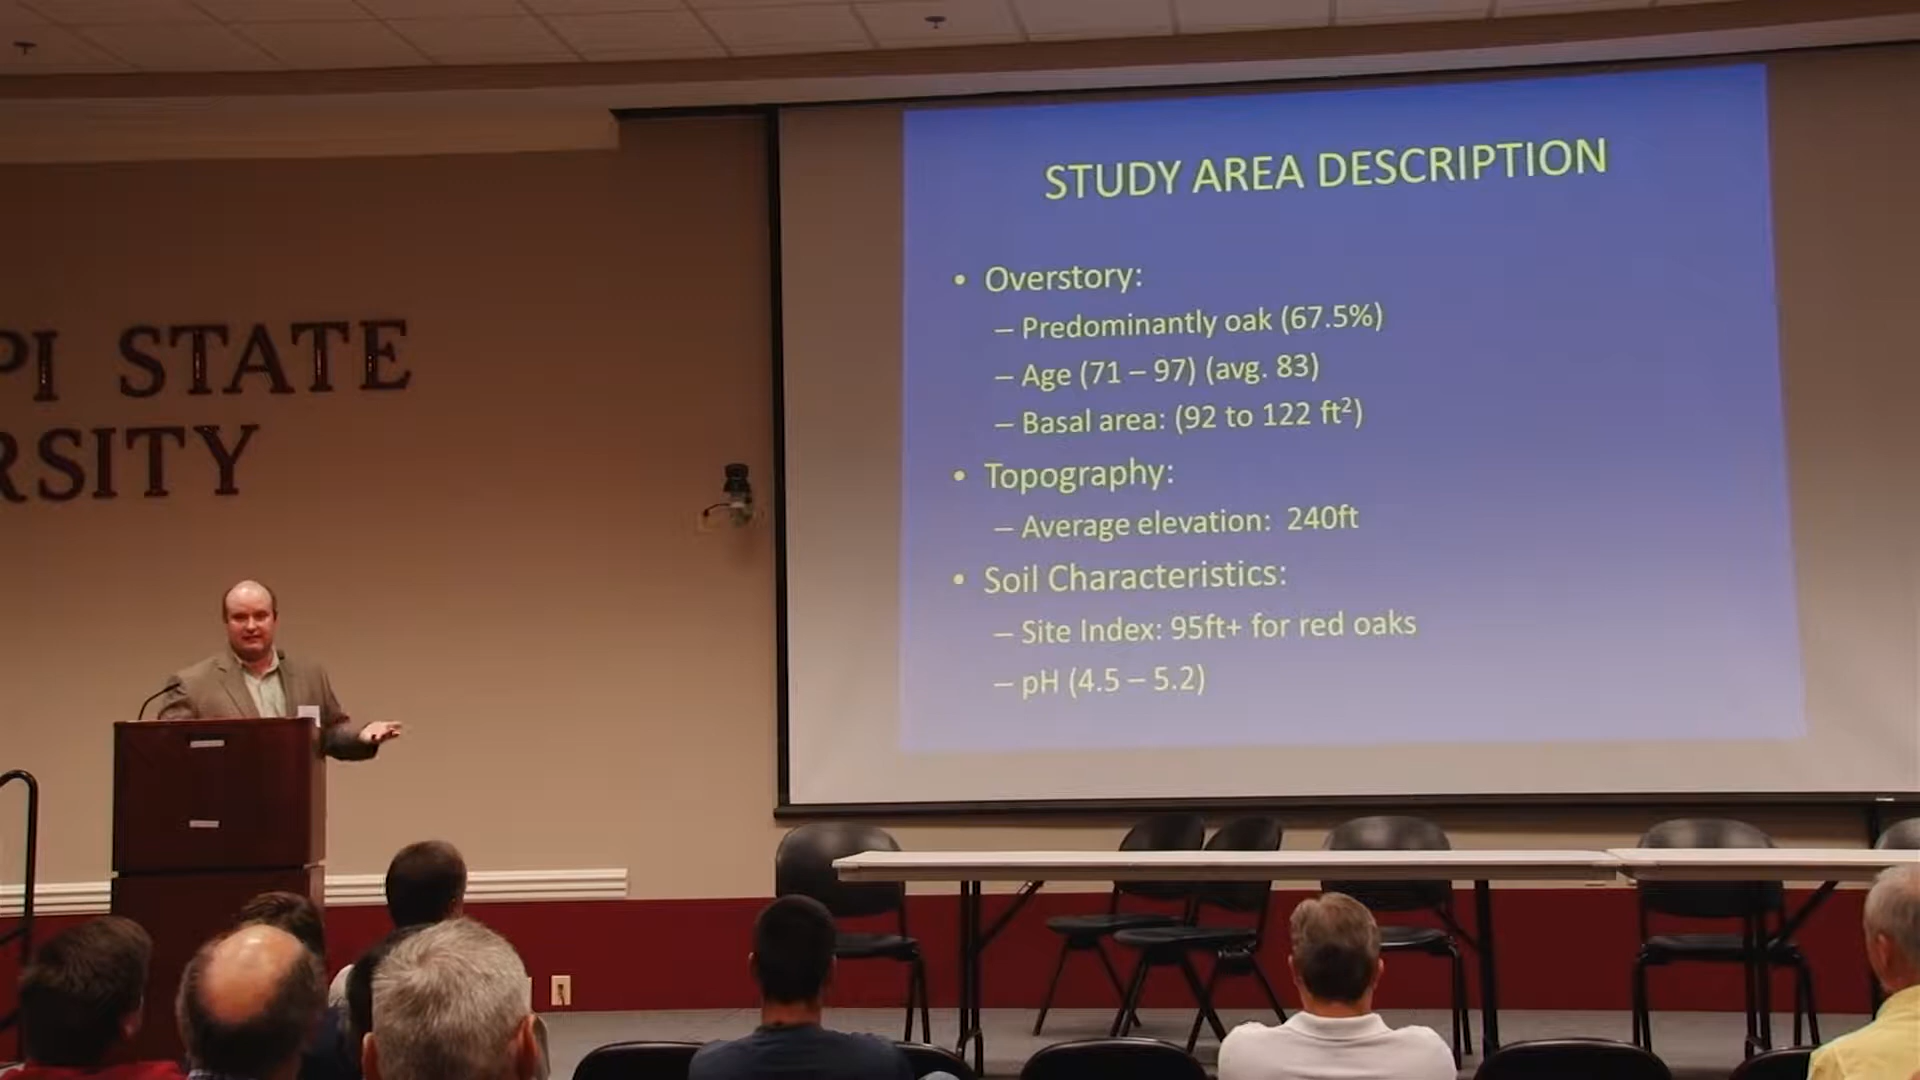 PI STATE
RSITY
STUDY AREA DESCRIPTION
• Overstory:
– Predominantly oak (67.5%)
– Age (71 – 97) (avg. 83)
– Basal area: (92 to 122 ft²)
• Topography:
– Average elevation:  240ft
• Soil Characteristics:
– Site Index: 95ft+ for red oaks
– pH (4.5 – 5.2)